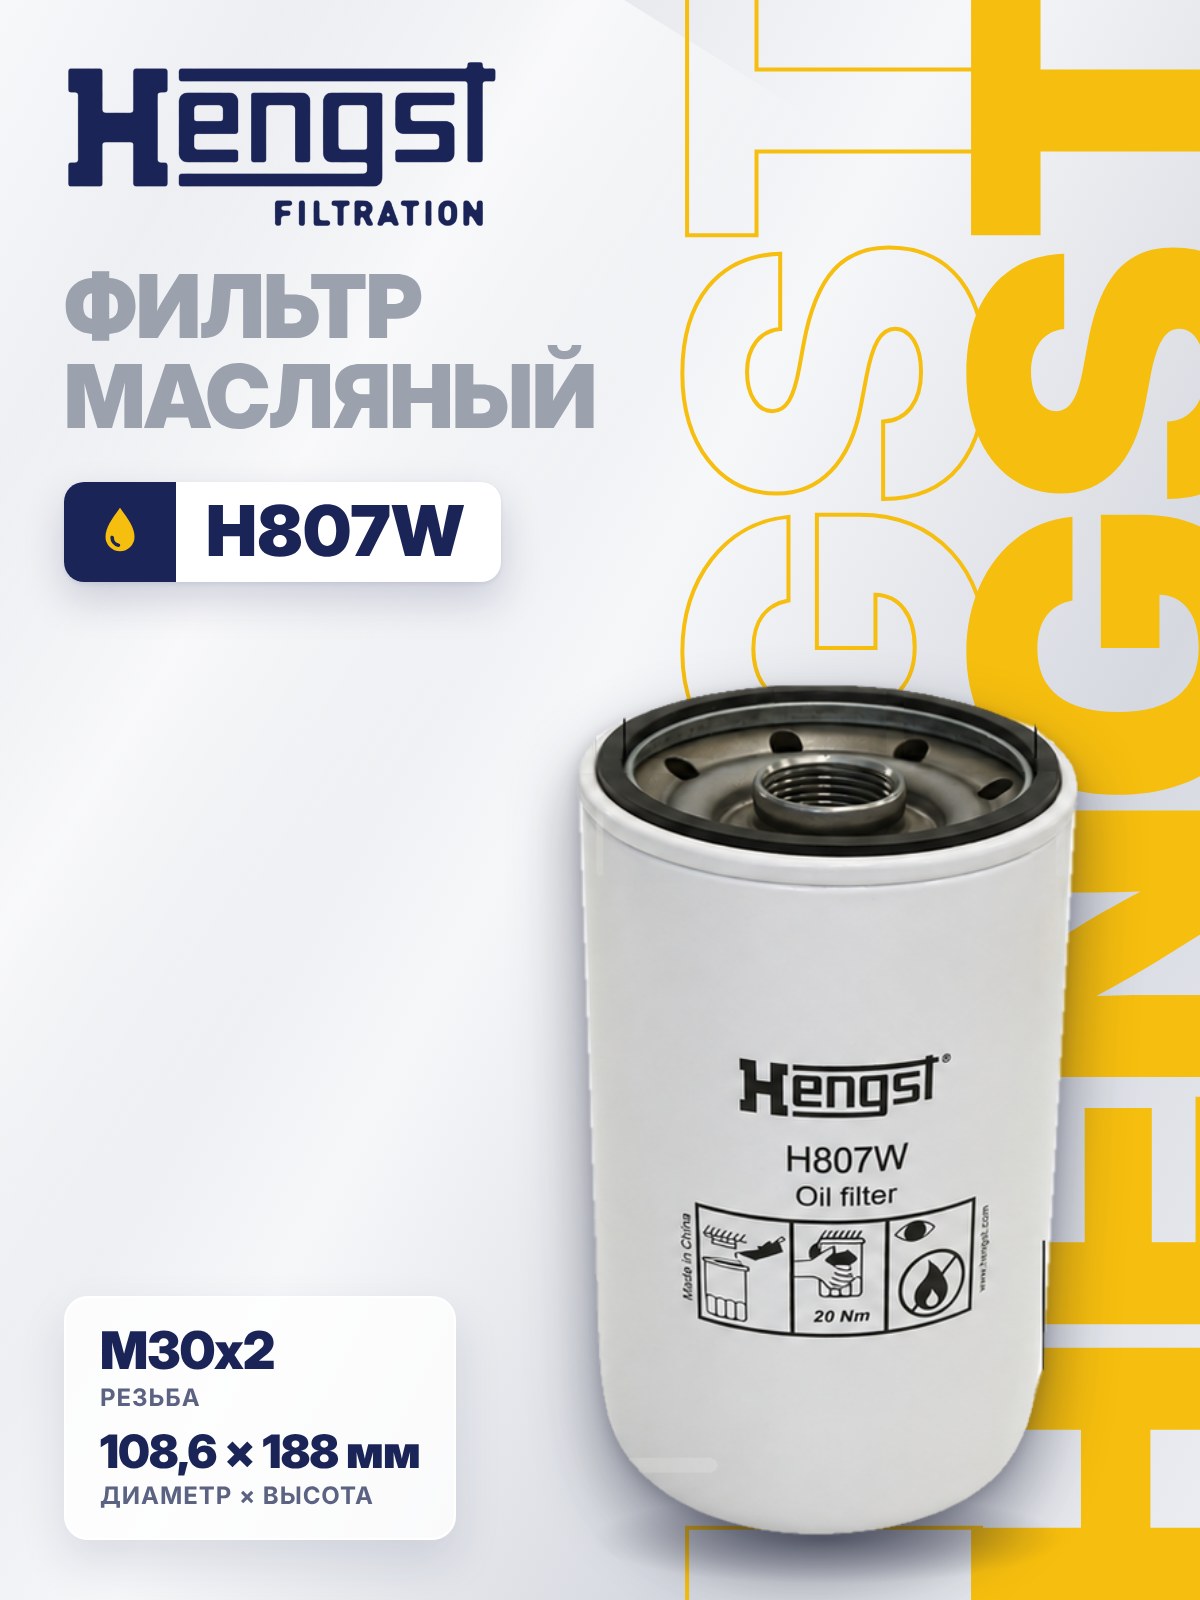 Hengst
FILTRATION
ФИЛЬТР
МАСЛЯНЫЙ
H807W
HENGST
Hengst®
H807W
Oil filter
Made in China
20 Nm
www.hengst.com
M30x2
РЕЗЬБА
108,6 × 188 мм
ДИАМЕТР × ВЫСОТА